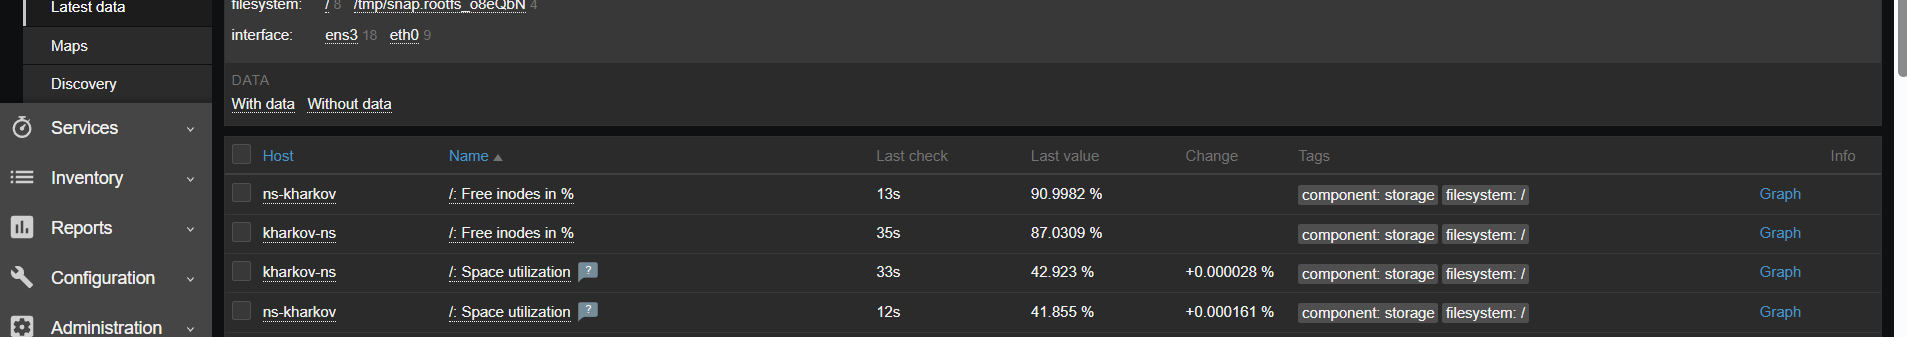 Latest data
filesystem: / 8 /tmp/snap.rootfs_o8eQbN 4
interface: ens3 18 eth0 9
Maps
Discovery
DATA
With data Without data
Services
Inventory
Reports
Configuration
Administration
Host Name Last check Last value Change Tags Info
ns-kharkov /: Free inodes in % 13s 90.9982 % component: storage filesystem: / Graph
kharkov-ns /: Free inodes in % 35s 87.0309 % component: storage filesystem: / Graph
kharkov-ns /: Space utilization ? 33s 42.923 % +0.000028 % component: storage filesystem: / Graph
ns-kharkov /: Space utilization ? 12s 41.855 % +0.000161 % component: storage filesystem: / Graph